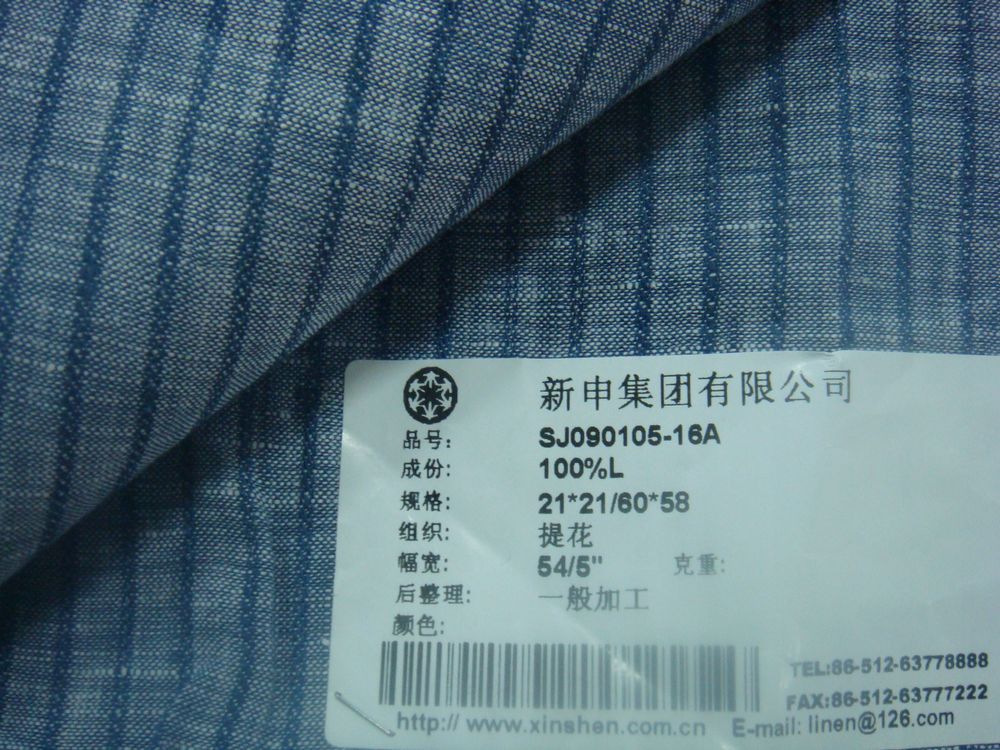 新申集团有限公司
品号: SJ090105-16A
成份: 100%L
规格: 21*21/60*58
组织: 提花
幅宽: 54/5" 克重:
后整理: 一般加工
颜色:
TEL:86-512-63778888
FAX:86-512-63777222
http:// www.xinshen.com.cn E-mail: linen@126.com